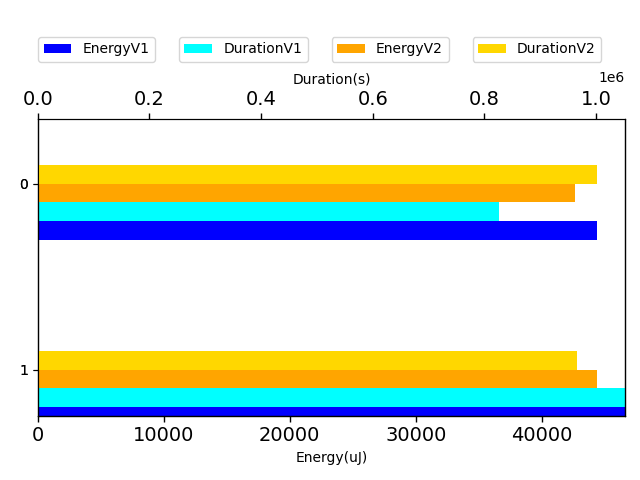 EnergyV1 DurationV1 EnergyV2 DurationV2
Duration(s)
1e6
0.0 0.2 0.4 0.6 0.8 1.0
0
1
0 10000 20000 30000 40000
Energy(uJ)